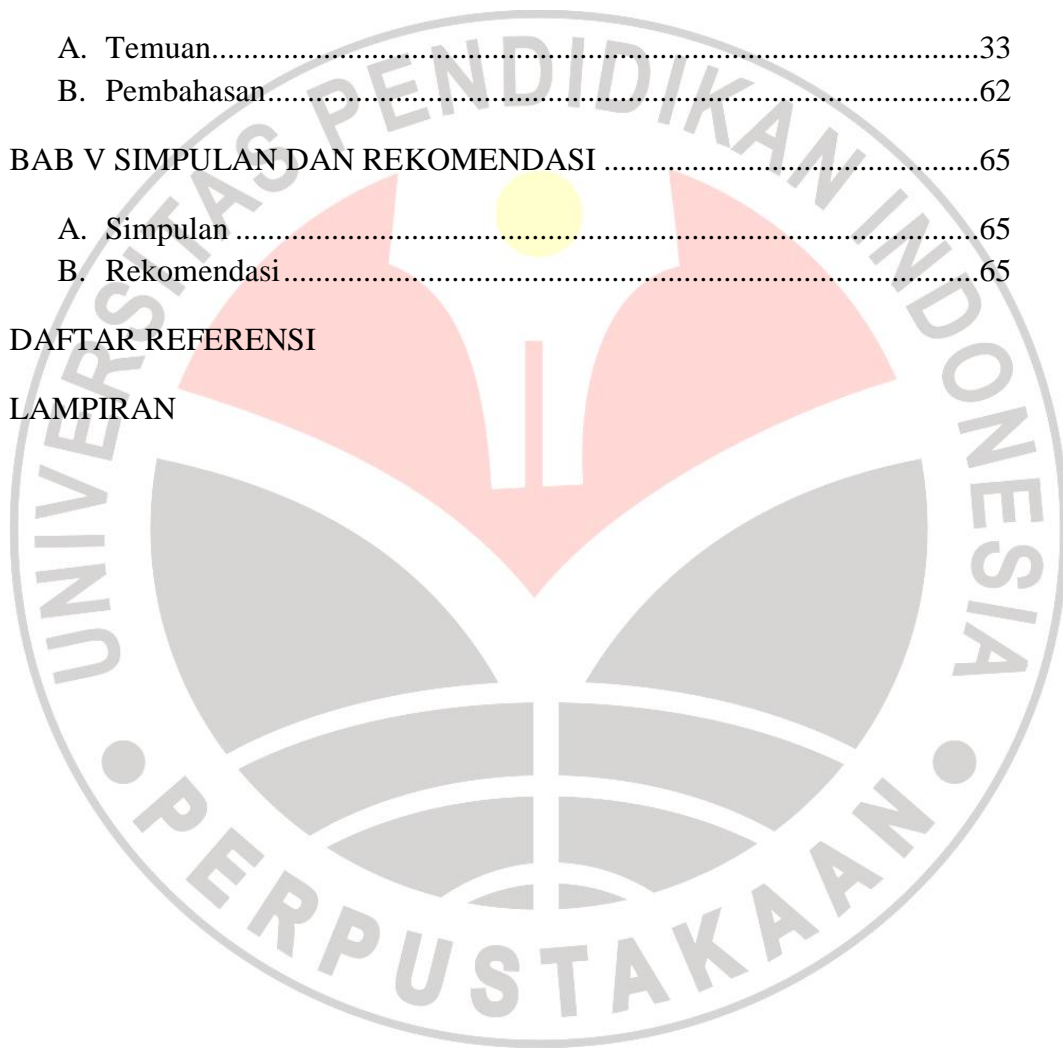 A. Temuan.............................................................................................33
B. Pembahasan......................................................................................62
BAB V SIMPULAN DAN REKOMENDASI .............................................65
A. Simpulan ..........................................................................................65
B. Rekomendasi....................................................................................65
DAFTAR REFERENSI
LAMPIRAN
UNIVERSITAS PENDIDIKAN INDONESIA
PERPUSTAKAAN